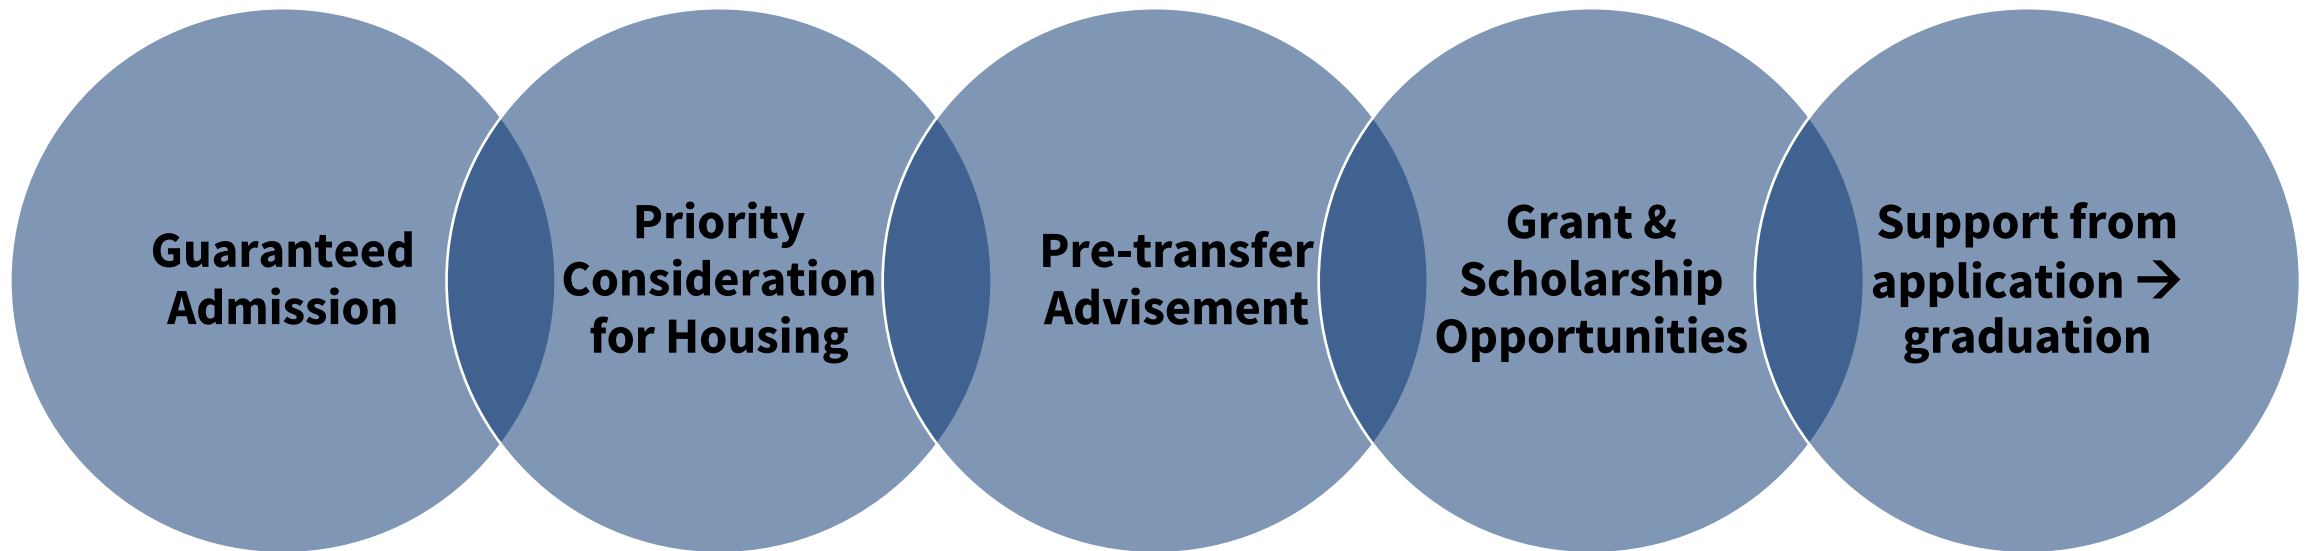 Guaranteed
Admission
Priority
Consideration
for Housing
Pre-transfer
Advisement
Grant &
Scholarship
Opportunities
Support from
application →
graduation